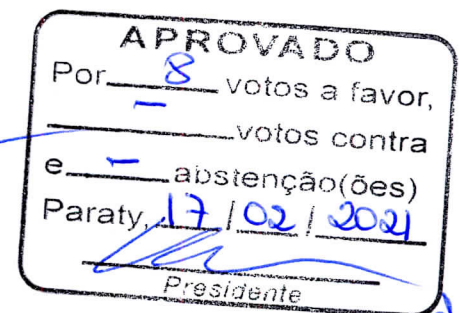 APROVADO
Por 8 votos a favor,
— votos contra
e — abstenção(ões)
Paraty, 17 / 02 / 2021
Presidente